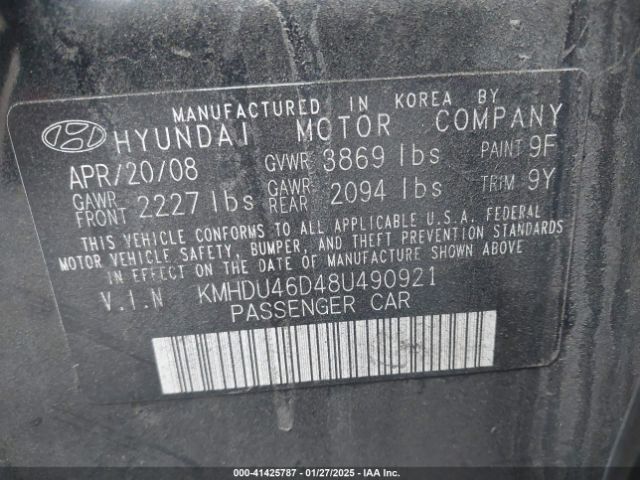 MANUFACTURED IN KOREA BY
HYUNDAI MOTOR COMPANY
APR/20/08 GVWR 3869 lbs PAINT 9F
GAWR FRONT 2227 lbs GAWR REAR 2094 lbs TRIM 9Y
THIS VEHICLE CONFORMS TO ALL APPLICABLE U.S.A. FEDERAL
MOTOR VEHICLE SAFETY, BUMPER, AND THEFT PREVENTION STANDARDS
IN EFFECT ON THE DATE OF MANUFACTURE SHOWN ABOVE
V.I.N KMHDU46D48U490921
PASSENGER CAR
000-41425787 - 01/27/2025 - IAA Inc.